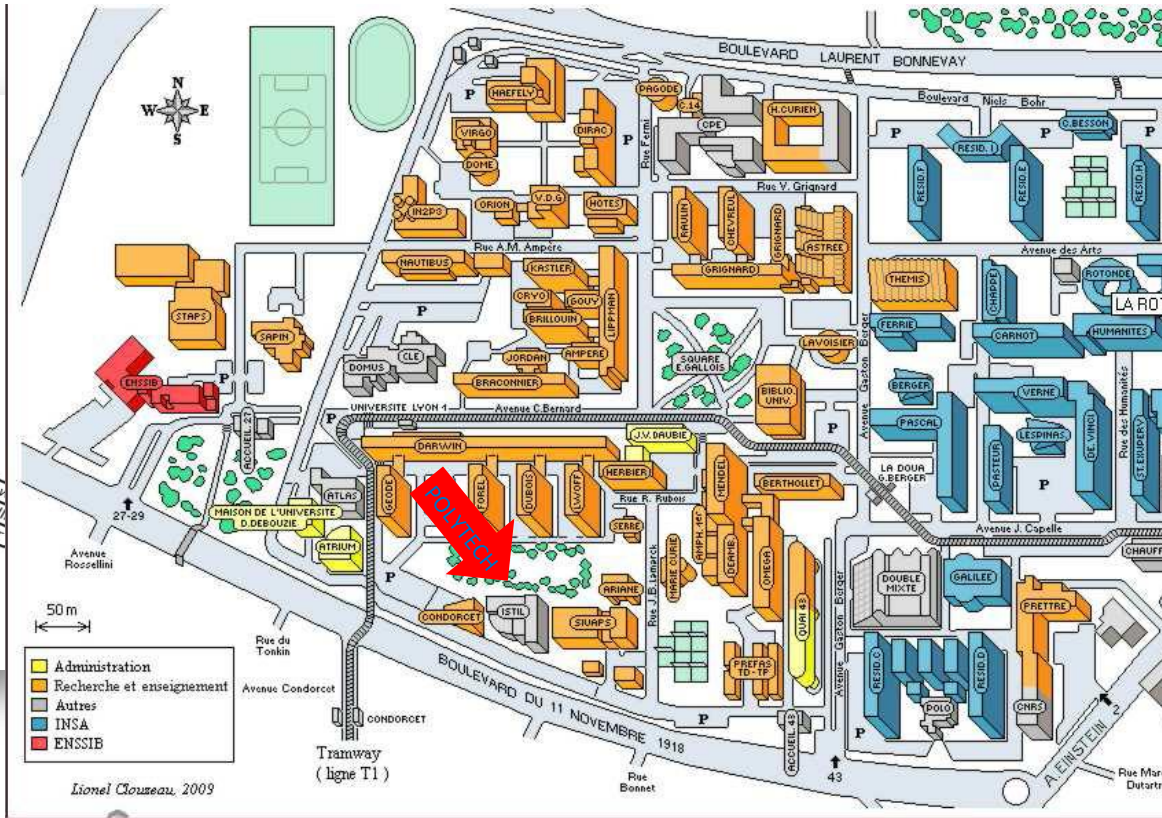 BOULEVARD LAURENT BONNEVAY
N
W E
S
P
HAEFELY
PAGODE
C.14
CPE
H.CURIEN
Boulevard Niels Bohr
C.BESSON
VIRGO
DIRAC
P
Rue Fermi
P
RESID. I
P
P
DOME
RESID.F
RESID.E
RESID.H
Rue V. Grignard
IN2P3
ORION
V.D.G
HOTES
RAULIN
CHEVREUL
GRIGNARD
ASTREE
Rue A.M. Ampère
Avenue des Arts
NAUTIBUS
KASTLER
GRIGNARD
THEMIS
CHAPPE
ROTONDE
LA ROT
CRYO
GOUY
LIPPMAN
STAPS
P
BRILLOUIN
FERRIE
CARNOT
HUMANITES
SAPIN
LAVOISIER
CLE
DOMUS
JORDAN
AMPERE
SQUARE
E.GALLOIS
Avenue Gaston Berger
ENSSIB
P
BRACONNIER
BIBLIO.
UNIV.
BERGER
VERNE
Rue des Humanités
UNIVERSITE LYON 1
Avenue C.Bernard
P
P
PASCAL
LESPINAS
DE VINCI
ST.EXUPERY
ACCUEIL 27
DARWIN
J.V.DAUBIE
PASTEUR
HERBIER
MENDEL
LA DOUA
G.BERGER
BERTHOLLET
P
ATLAS
GEODE
POLYTECH
FOREL
DUBOIS
LWOFF
Rue R. Dubois
27-29
MAISON DE L'UNIVERSITE
D.DEBOUZIE
SERRE
AMPH. 4er
Avenue J. Capelle
ATRIUM
DEAMB.
OMEGA
CHAUFF
Avenue
Rossellini
P
Rue J.B.Lamarck
MARIE CURIE
DOUBLE
MIXTE
GALILEE
ARIANE
QUAI 43
Avenue Gaston Berger
PRETTRE
50 m
CONDORCET
ISTIL
SIUAPS
Rue du
Tonkin
PREFAS
TD-TP
RESID.C
RESID.D
Administration
Recherche et enseignement
Autres
INSA
ENSSIB
Avenue Condorcet
BOULEVARD DU 11 NOVEMBRE 1918
POLO
CNRS
2
CONDORCET
P
ACCUEIL 43
P
A.EINSTEIN
Tramway
( ligne T1 )
43
Rue
Bonnet
Rue Mar
Dutartr
Lionel Clouzeau, 2009